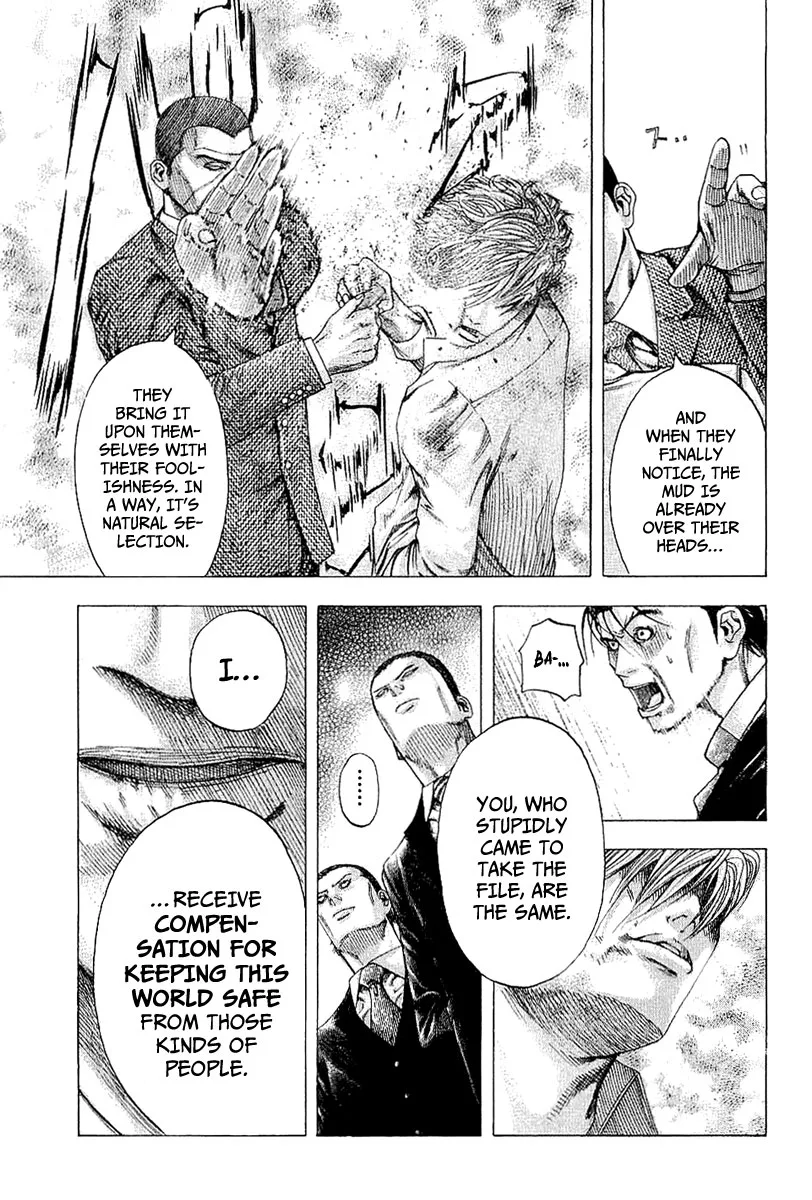 ス..
AND
WHEN THEY
FINALLY
NOTICE, THE
MUD IS
ALREADY
OVER THEIR
HEADS...
THEY
BRING IT
UPON THEM-
SELVES WITH
THEIR FOOL-
ISHNESS. IN
A WAY, IT'S
NATURAL SE-
LECTION.
BA-...
YOU, WHO
STUPIDLY
CAME TO
TAKE THE
FILE, ARE
THE SAME.
......
I...
...RECEIVE
COMPEN-
SATION FOR
KEEPING THIS
WORLD SAFE
FROM THOSE
KINDS OF
PEOPLE.